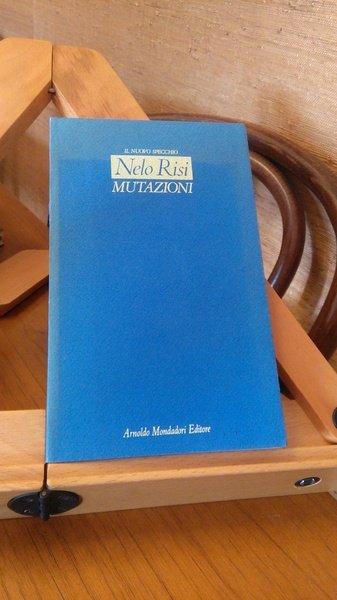 IL NUOVO SPECCHIO
Nelo Risi
MUTAZIONI
Arnoldo Mondadori Editore